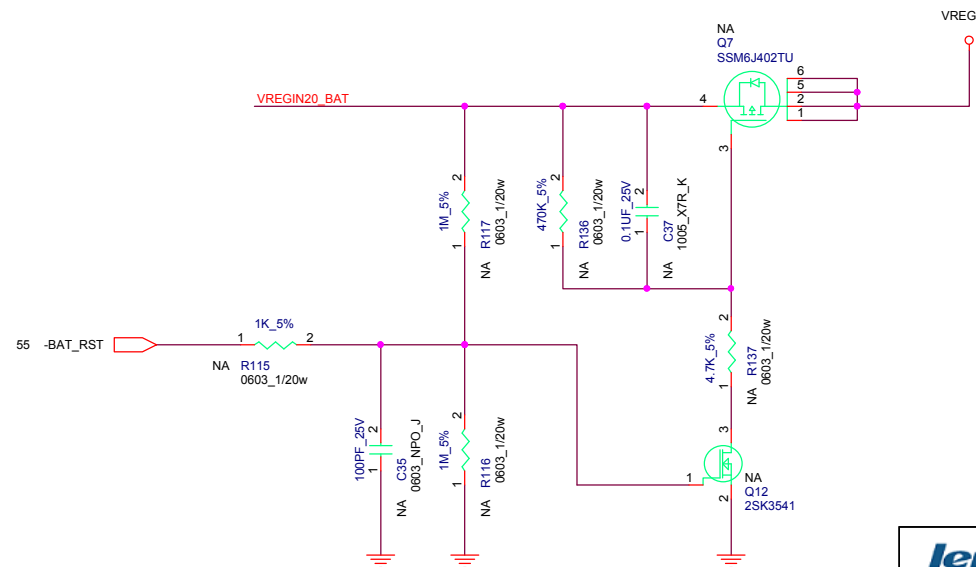 VREG
NA
Q7
SSM6J402TU
VREGIN20_BAT
4
6
5
2
1
3
2
1M_5%
1
R117
0603_1/20w
NA
2
470K_5%
1
R136
0603_1/20w
NA
2
0.1UF_25V
1
C37
1005_X7R_K
NA
55 -BAT_RST
1K_5%
1 2
NA R115
0603_1/20w
2
4.7K_5%
1
R137
0603_1/20w
NA
2
100PF_25V
1
C35
0603_NPO_J
NA
2
1M_5%
1
R116
0603_1/20w
NA
3
1
2
NA
Q12
2SK3541